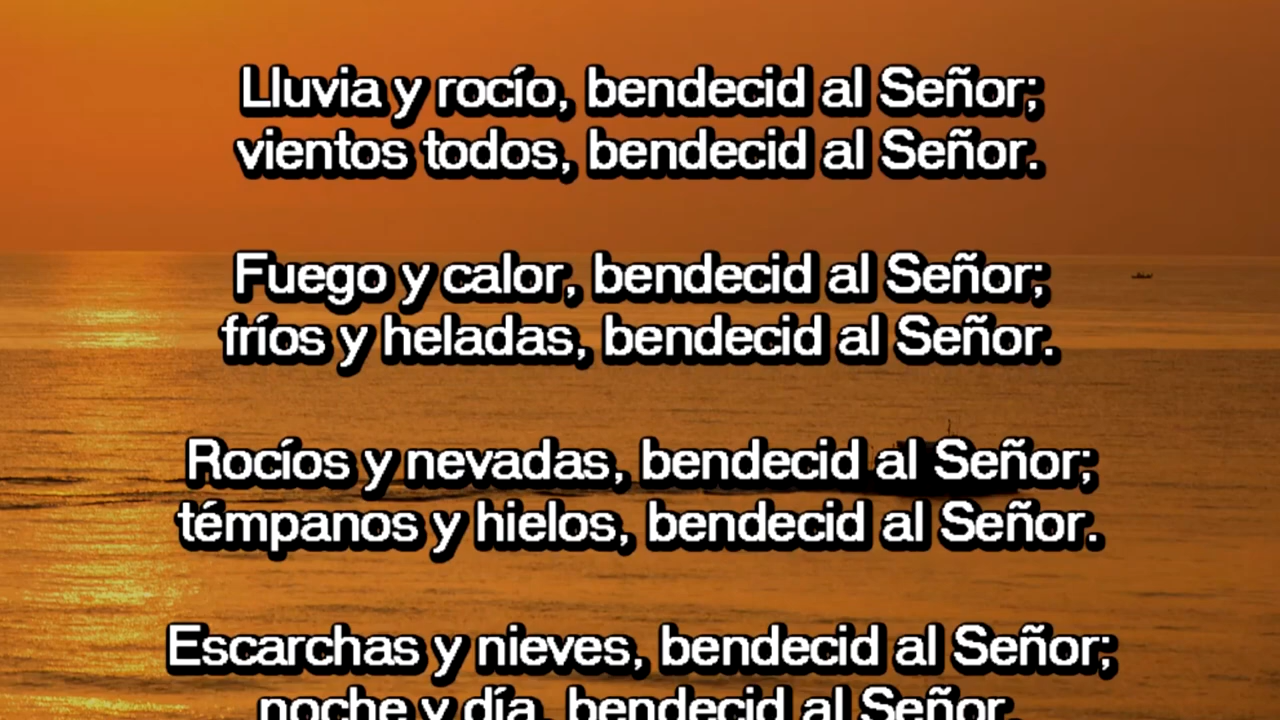 Lluvia y rocío, bendecid al Señor;
vientos todos, bendecid al Señor.
Fuego y calor, bendecid al Señor;
fríos y heladas, bendecid al Señor.
Rocíos y nevadas, bendecid al Señor;
témpanos y hielos, bendecid al Señor.
Escarchas y nieves, bendecid al Señor;
noche y día, bendecid al Señor.